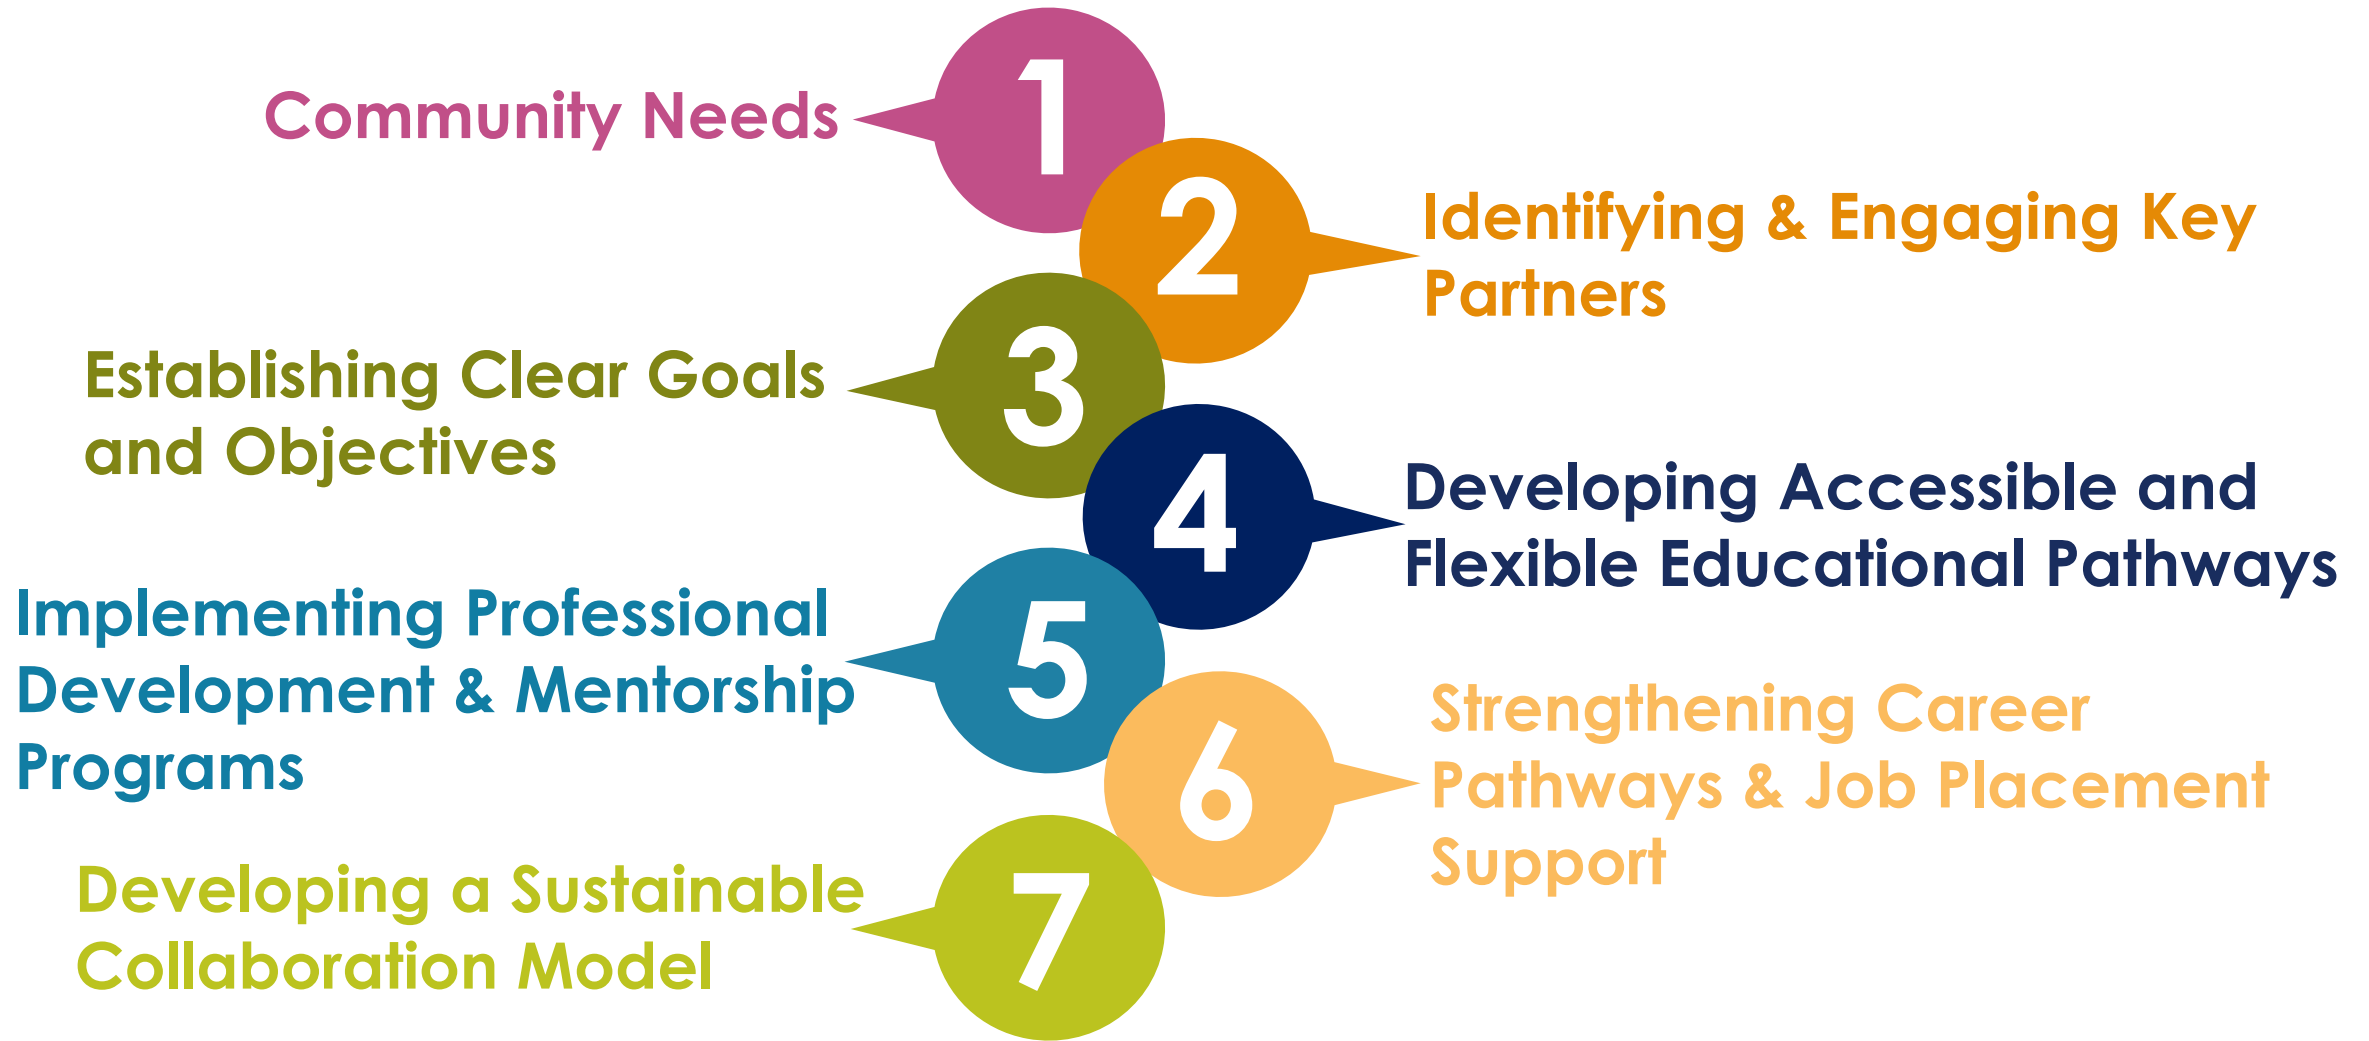 1
Community Needs
2
Identifying & Engaging Key
Partners
3
Establishing Clear Goals
and Objectives
4
Developing Accessible and
Flexible Educational Pathways
5
Implementing Professional
Development & Mentorship
Programs
6
Strengthening Career
Pathways & Job Placement
Support
7
Developing a Sustainable
Collaboration Model